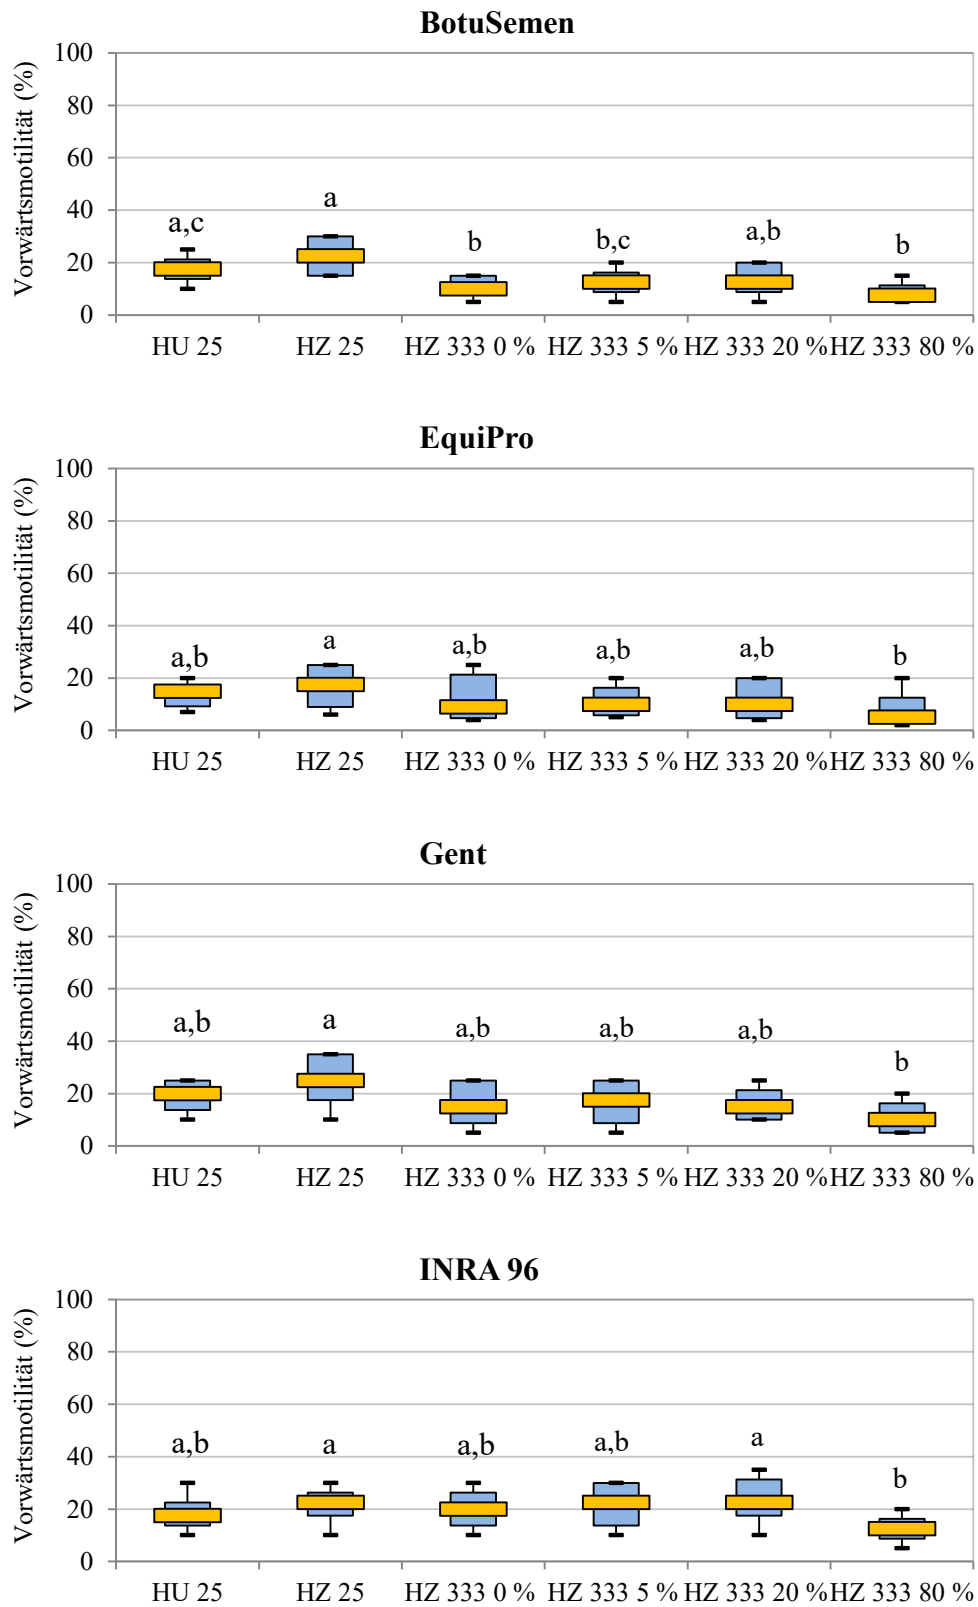 BotuSemen
Vorwärtsmotilität (%)
100
80
60
40
20
0
a,c
a
b
b,c
a,b
b
HU 25
HZ 25
HZ 333 0 %
HZ 333 5 %
HZ 333 20 %
HZ 333 80 %
EquiPro
Vorwärtsmotilität (%)
100
80
60
40
20
0
a,b
a
a,b
a,b
a,b
b
HU 25
HZ 25
HZ 333 0 %
HZ 333 5 %
HZ 333 20 %
HZ 333 80 %
Gent
Vorwärtsmotilität (%)
100
80
60
40
20
0
a,b
a
a,b
a,b
a,b
b
HU 25
HZ 25
HZ 333 0 %
HZ 333 5 %
HZ 333 20 %
HZ 333 80 %
INRA 96
Vorwärtsmotilität (%)
100
80
60
40
20
0
a,b
a
a,b
a,b
a
b
HU 25
HZ 25
HZ 333 0 %
HZ 333 5 %
HZ 333 20 %
HZ 333 80 %